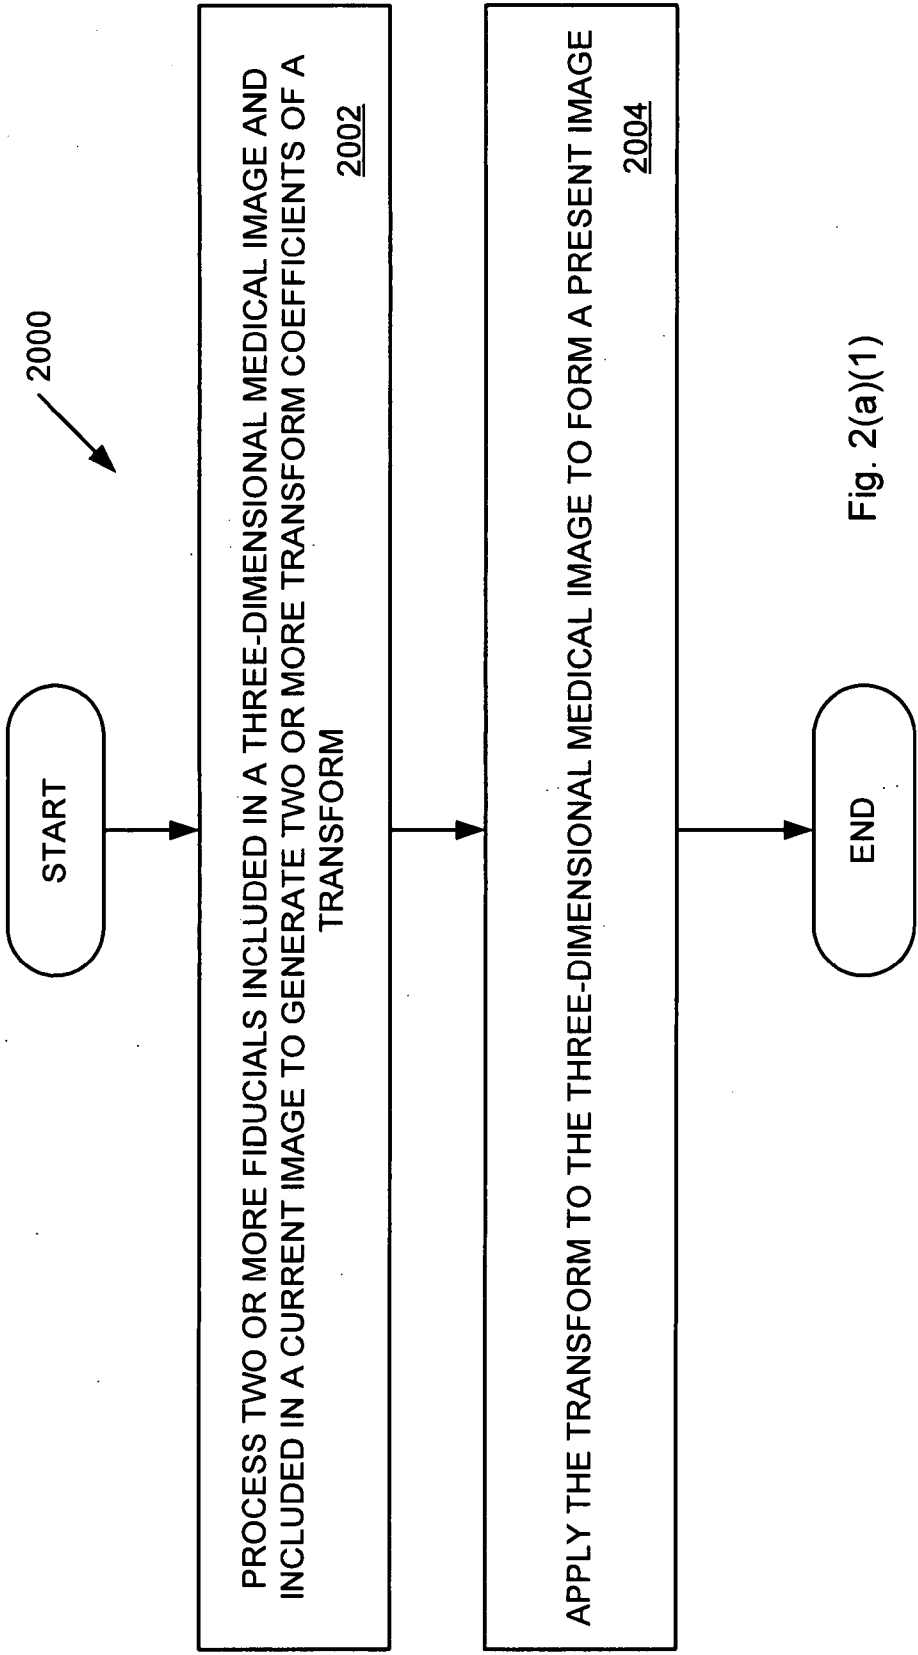 2000
START
PROCESS TWO OR MORE FIDUCIALS INCLUDED IN A THREE-DIMENSIONAL MEDICAL IMAGE AND
INCLUDED IN A CURRENT IMAGE TO GENERATE TWO OR MORE TRANSFORM COEFFICIENTS OF A
TRANSFORM
2002
APPLY THE TRANSFORM TO THE THREE-DIMENSIONAL MEDICAL IMAGE TO FORM A PRESENT IMAGE
2004
END
Fig. 2(a)(1)